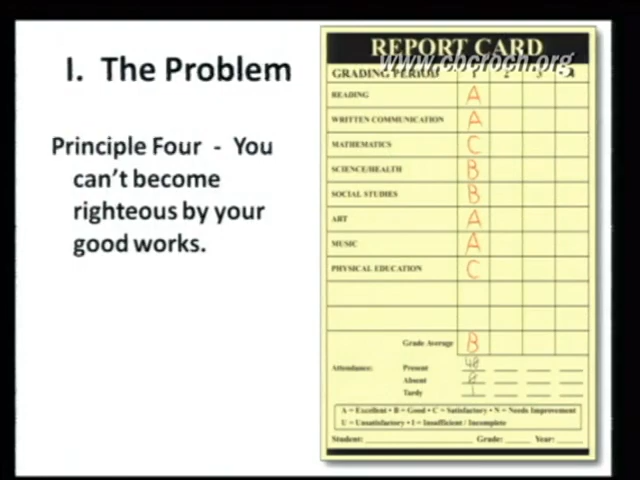 I. The Problem
Principle Four - You
can't become
righteous by your
good works.
REPORT CARD
www.cbcroch.org
GRADING PERIOD 1 2 3 4
READING A
WRITTEN COMMUNICATION A
MATHEMATICS C
SCIENCE/HEALTH B
SOCIAL STUDIES B
ART A
MUSIC A
PHYSICAL EDUCATION C
Grade Average B
Attendance: Present 48
Absent
Tardy 1
A = Excellent • B = Good • C = Satisfactory • N = Needs Improvement
U = Unsatisfactory • I = Insufficient / Incomplete
Student: Grade: Year: